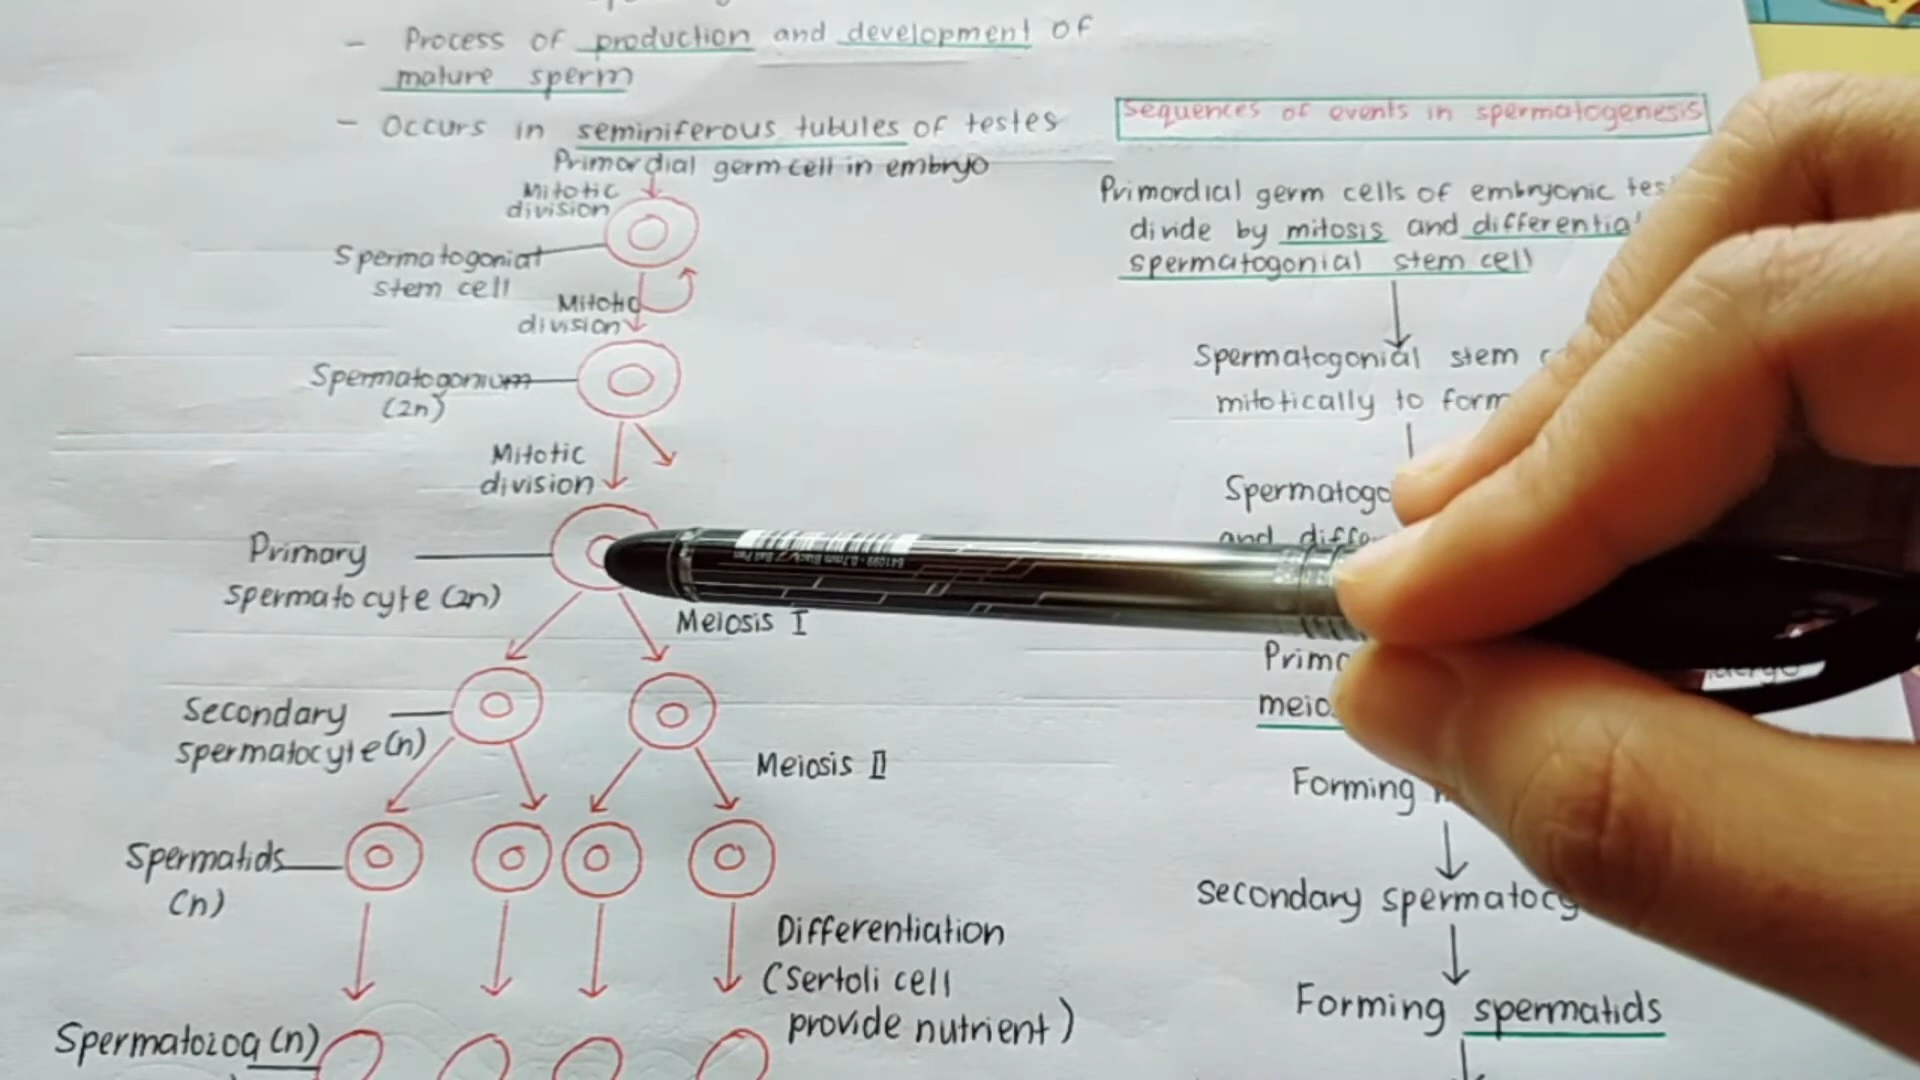 - Process of production and development of
mature sperm
- Occurs in seminiferous tubules of testes
Primordial germ cell in embryo
Mitotic
division
Spermatogonial
stem cell
Mitotic
division
Spermatogonium
(2n)
Mitotic
division
Primary
spermatocyte (2n)
Meiosis I
Secondary
spermatocyte (n)
Meiosis II
Spermatids
(n)
Differentiation
(Sertoli cell
provide nutrient)
Spermatozoa (n)
Sequences of events in spermatogenesis
Primordial germ cells of embryonic tes
divide by mitosis and differentia
spermatogonial stem cell
Spermatogonial stem c
mitotically to form
Spermatogo
and diffe
Prima
meio
Forming
Secondary spermatocy
Forming spermatids